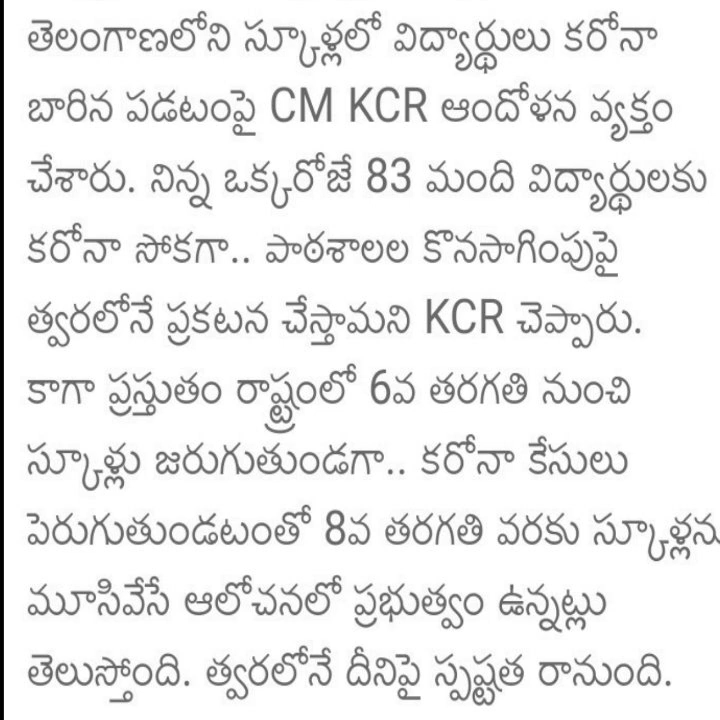 తెలంగాణలోని స్కూళ్లలో విద్యార్థులు కరోనా
బారిన పడటంపై CM KCR ఆందోళన వ్యక్తం
చేశారు. నిన్న ఒక్కరోజే 83 మంది విద్యార్థులకు
కరోనా సోకగా.. పాఠశాలల కొనసాగింపుపై
త్వరలోనే ప్రకటన చేస్తామని KCR చెప్పారు.
కాగా ప్రస్తుతం రాష్ట్రంలో 6వ తరగతి నుంచి
స్కూళ్లు జరుగుతుండగా.. కరోనా కేసులు
పెరుగుతుండటంతో 8వ తరగతి వరకు స్కూళ్లను
మూసివేసే ఆలోచనలో ప్రభుత్వం ఉన్నట్లు
తెలుస్తోంది. త్వరలోనే దీనిపై స్పష్టత రానుంది.